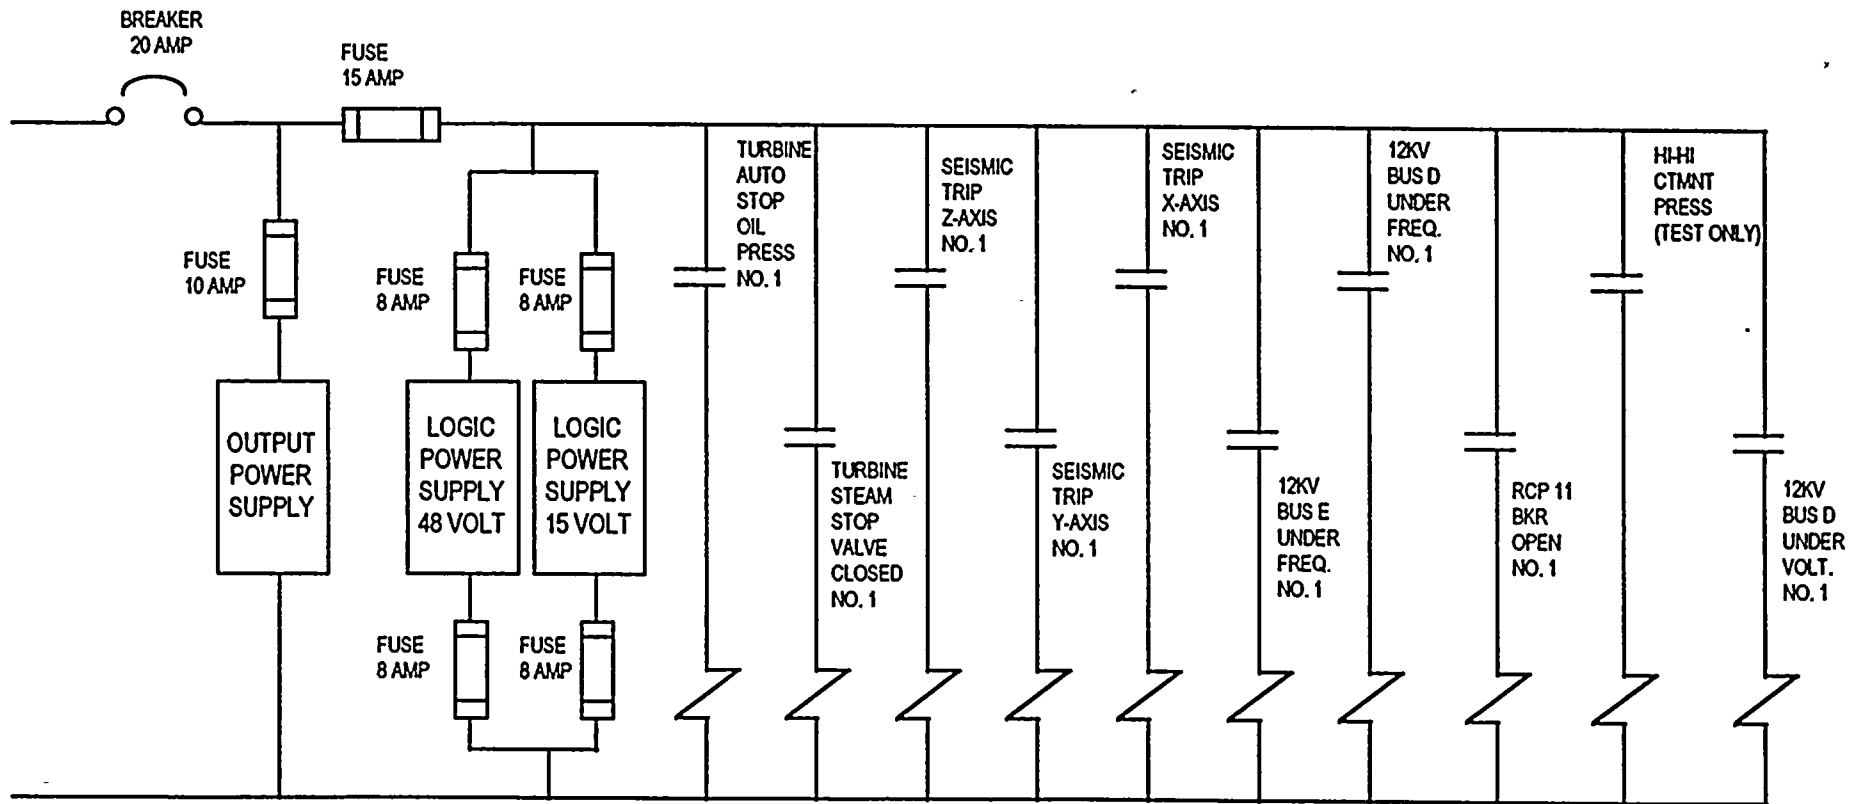 BREAKER
20 AMP
FUSE
15 AMP
FUSE
10 AMP
FUSE
8 AMP
FUSE
8 AMP
OUTPUT
POWER
SUPPLY
LOGIC
POWER
SUPPLY
48 VOLT
LOGIC
POWER
SUPPLY
15 VOLT
FUSE
8 AMP
FUSE
8 AMP
TURBINE
AUTO
STOP
OIL
PRESS
NO. 1
TURBINE
STEAM
STOP
VALVE
CLOSED
NO. 1
SEISMIC
TRIP
Z-AXIS
NO. 1
SEISMIC
TRIP
Y-AXIS
NO. 1
SEISMIC
TRIP
X-AXIS
NO. 1
12KV
BUS E
UNDER
FREQ.
NO. 1
12KV
BUS D
UNDER
FREQ.
NO. 1
RCP 11
BKR
OPEN
NO. 1
HI-HI
CTMNT
PRESS
(TEST ONLY)
12KV
BUS D
UNDER
VOLT.
NO. 1